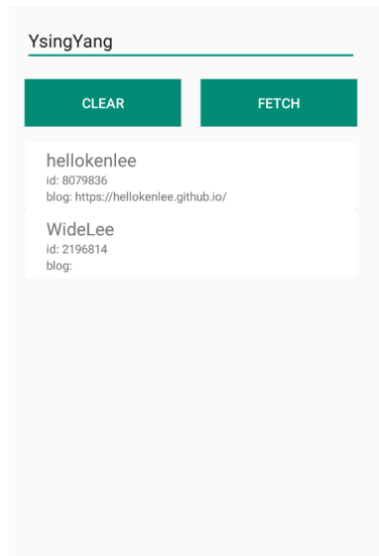 YsingYang
CLEAR
FETCH
hellokenlee
id: 8079836
blog: https://hellokenlee.github.io/
WideLee
id: 2196814
blog: